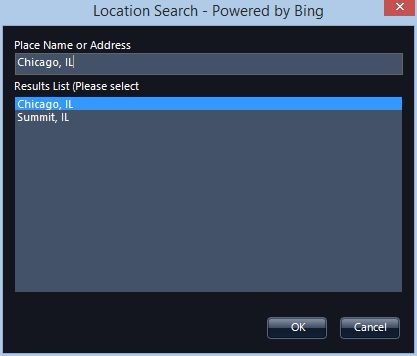 Location Search - Powered by Bing
Place Name or Address
Chicago, IL
Results List (Please select
Chicago, IL
Summit, IL
OK Cancel